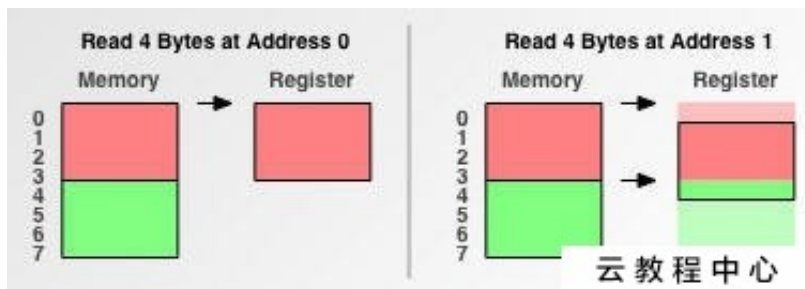 Read 4 Bytes at Address 0
Memory
Register
0
1
2
3
4
5
6
7
Read 4 Bytes at Address 1
Memory
Register
0
1
2
3
4
5
6
7
云教程中心